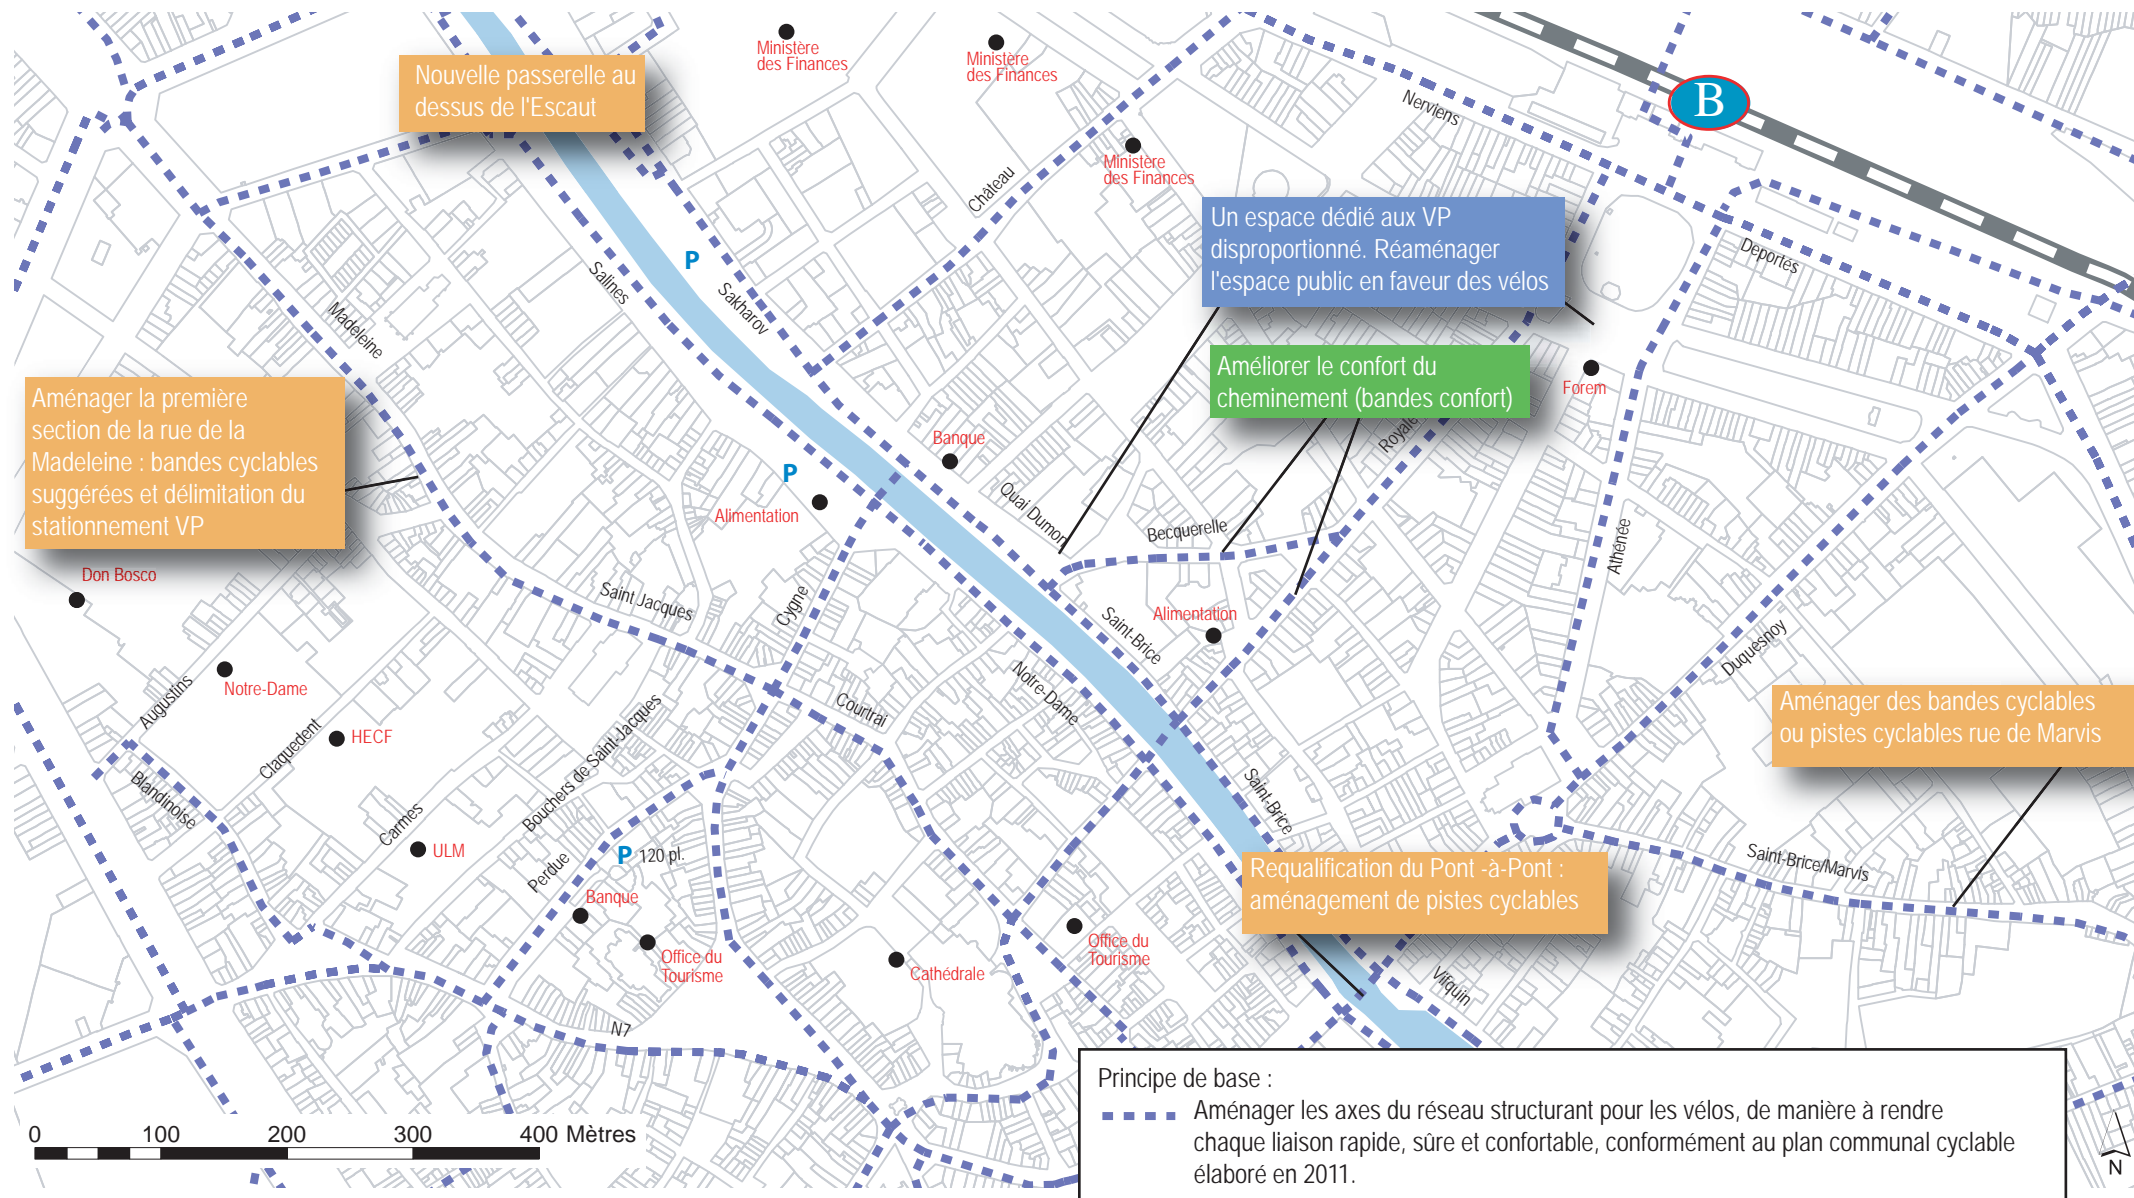 Ministère
des Finances
Ministère
des Finances
Nouvelle passerelle au
dessus de l'Escaut
B
Nerviens
Ministère
des Finances
Château
Un espace dédié aux VP
disproportionné. Réaménager
l'espace public en faveur des vélos
Deportés
P
Salines
Sakharov
Madeleine
Améliorer le confort du
cheminement (bandes confort)
Forem
Aménager la première
section de la rue de la
Madeleine : bandes cyclables
suggérées et délimitation du
stationnement VP
Royale
Banque
P
Alimentation
Quai Dumon
Becquerelle
Athénée
Don Bosco
Saint Jacques
Cygne
Saint-Brice
Alimentation
Duquesnoy
Notre-Dame
Augustins
Notre-Dame
Courtrai
Aménager des bandes cyclables
ou pistes cyclables rue de Marvis
Claquedent
HECF
Bouchers de Saint-Jacques
Blandinoise
Saint-Brice
Carmes
ULM
Perdue
P 120 pl.
Saint-Brice/Marvis
Requalification du Pont -à-Pont :
aménagement de pistes cyclables
Banque
Office du
Tourisme
Office du
Tourisme
Cathédrale
Vifquin
N7
Principe de base :
Aménager les axes du réseau structurant pour les vélos, de manière à rendre
chaque liaison rapide, sûre et confortable, conformément au plan communal cyclable
élaboré en 2011.
0 100 200 300 400 Mètres
N